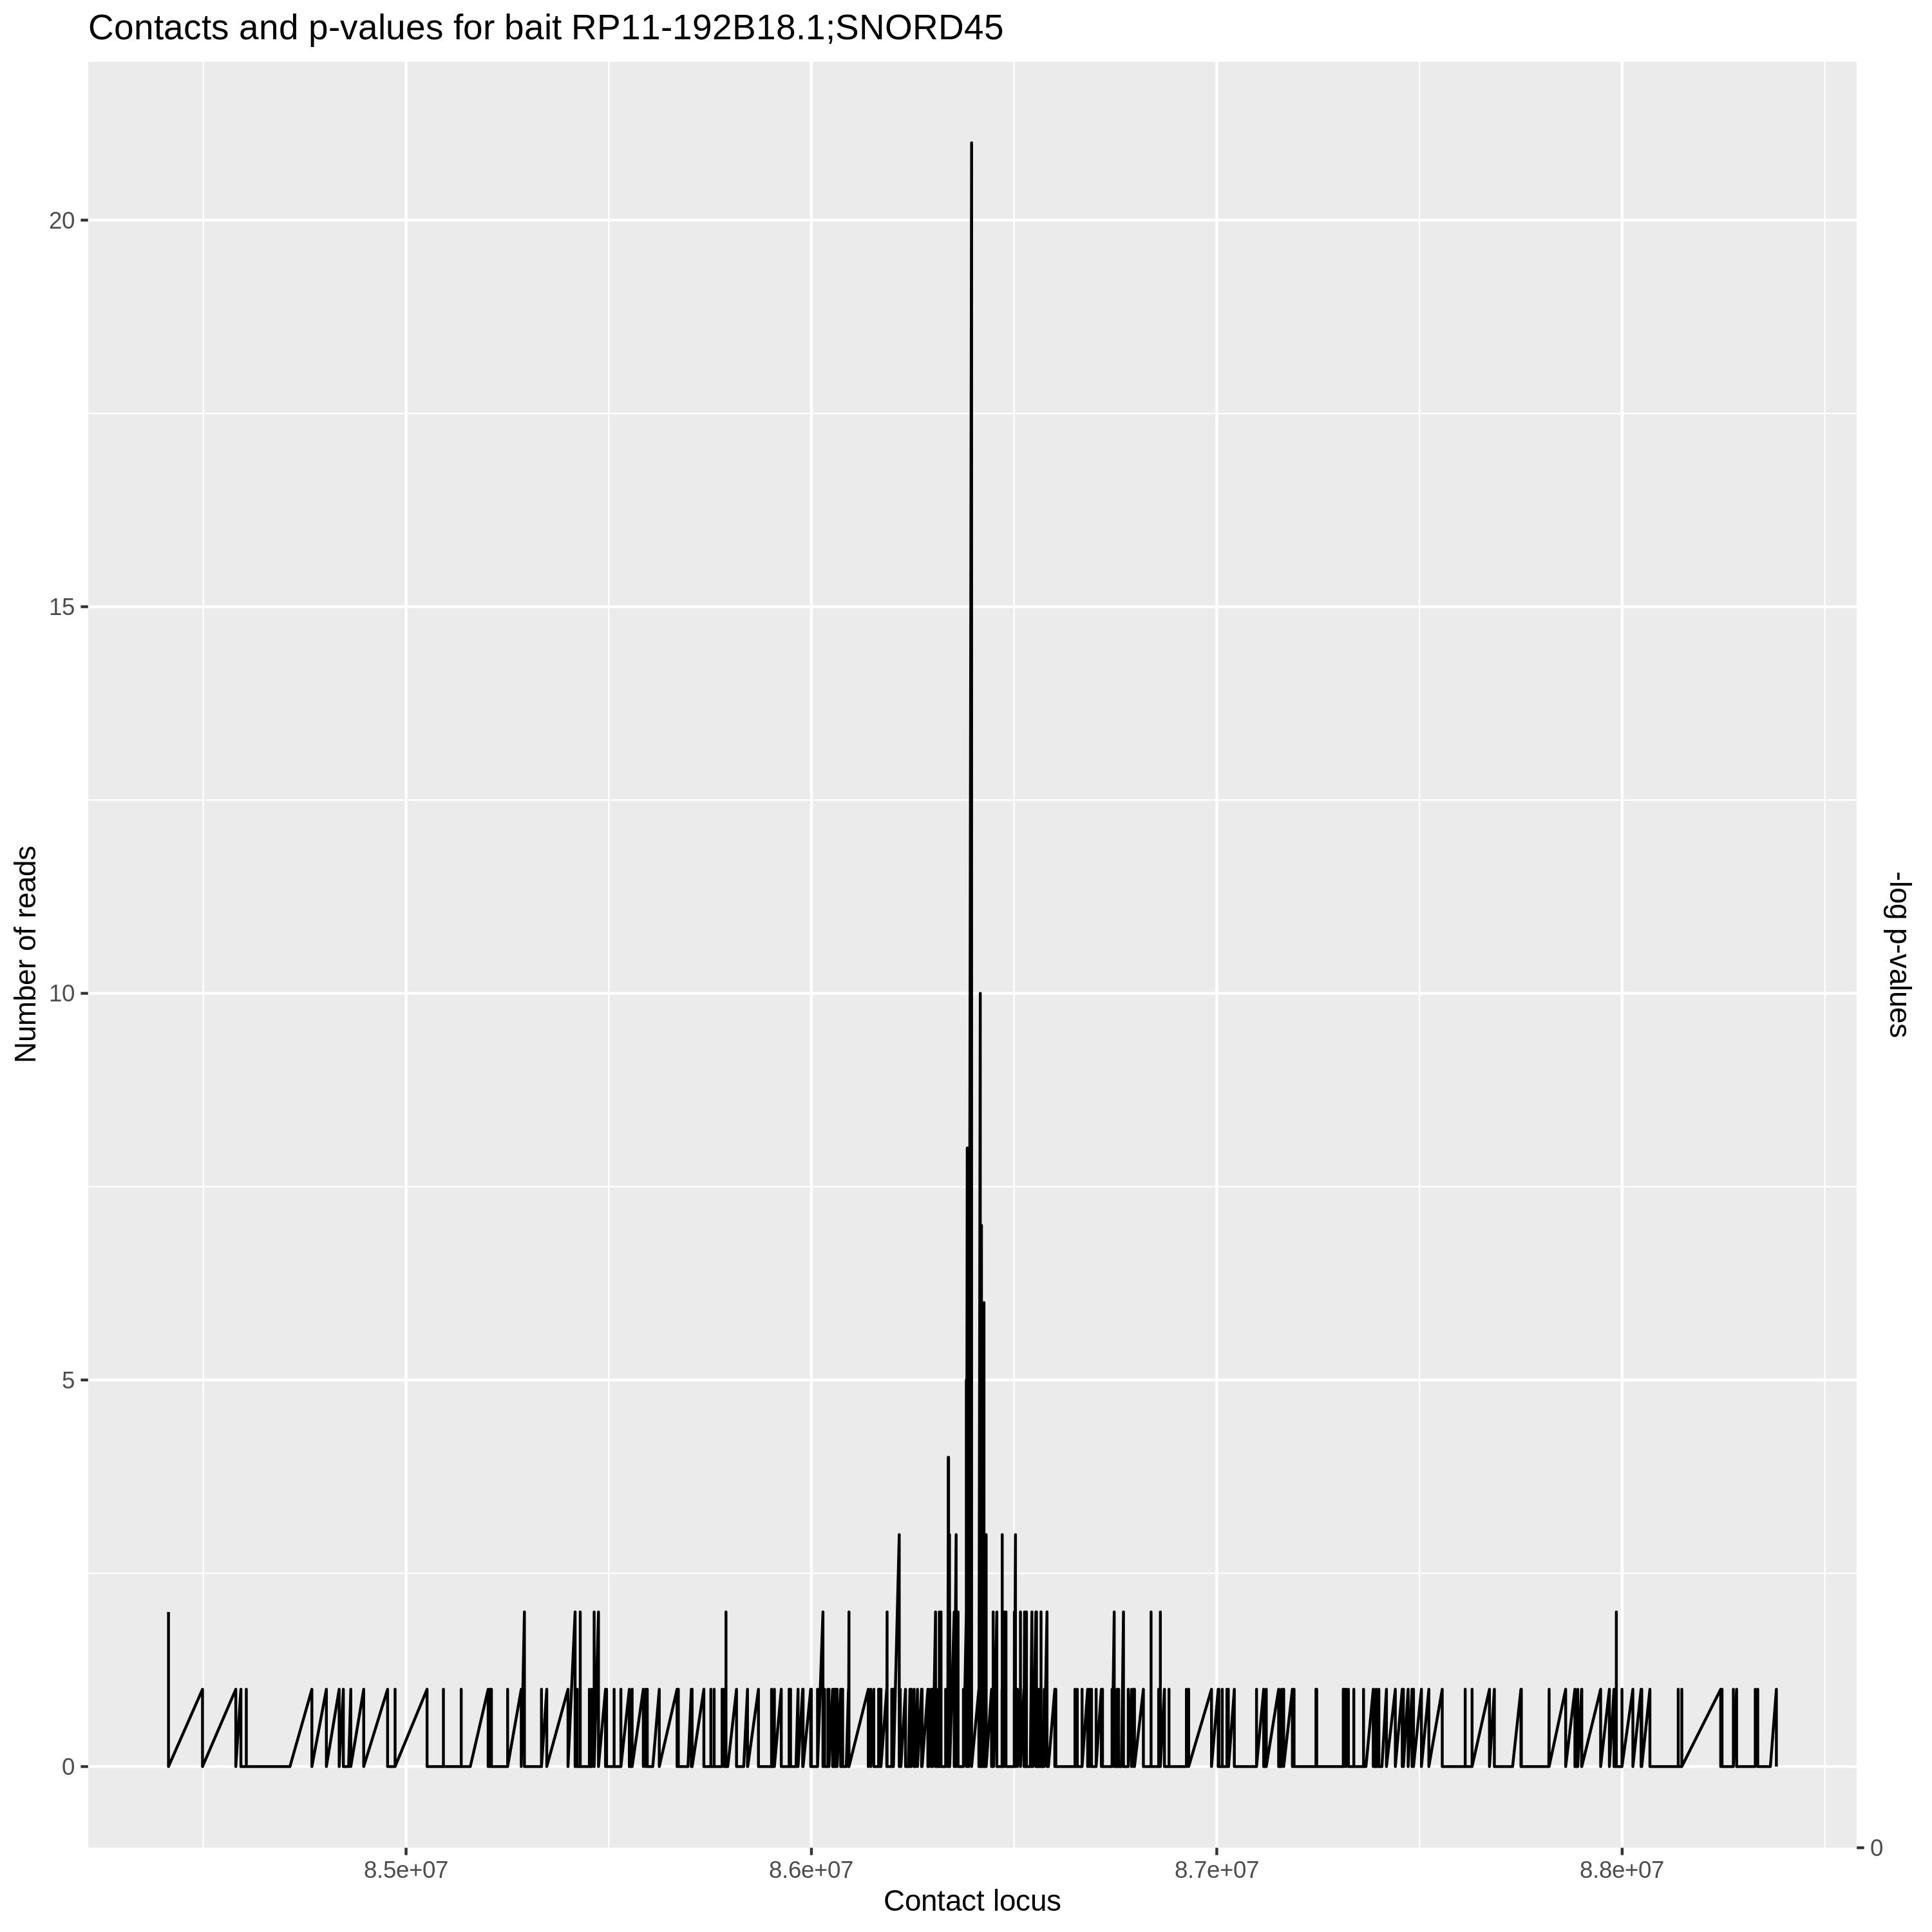 Contacts and p-values for bait RP11-192B18.1;SNORD45
20
15
10
5
0
Number of reads
-log p-values
0
8.5e+07
8.6e+07
8.7e+07
8.8e+07
Contact locus